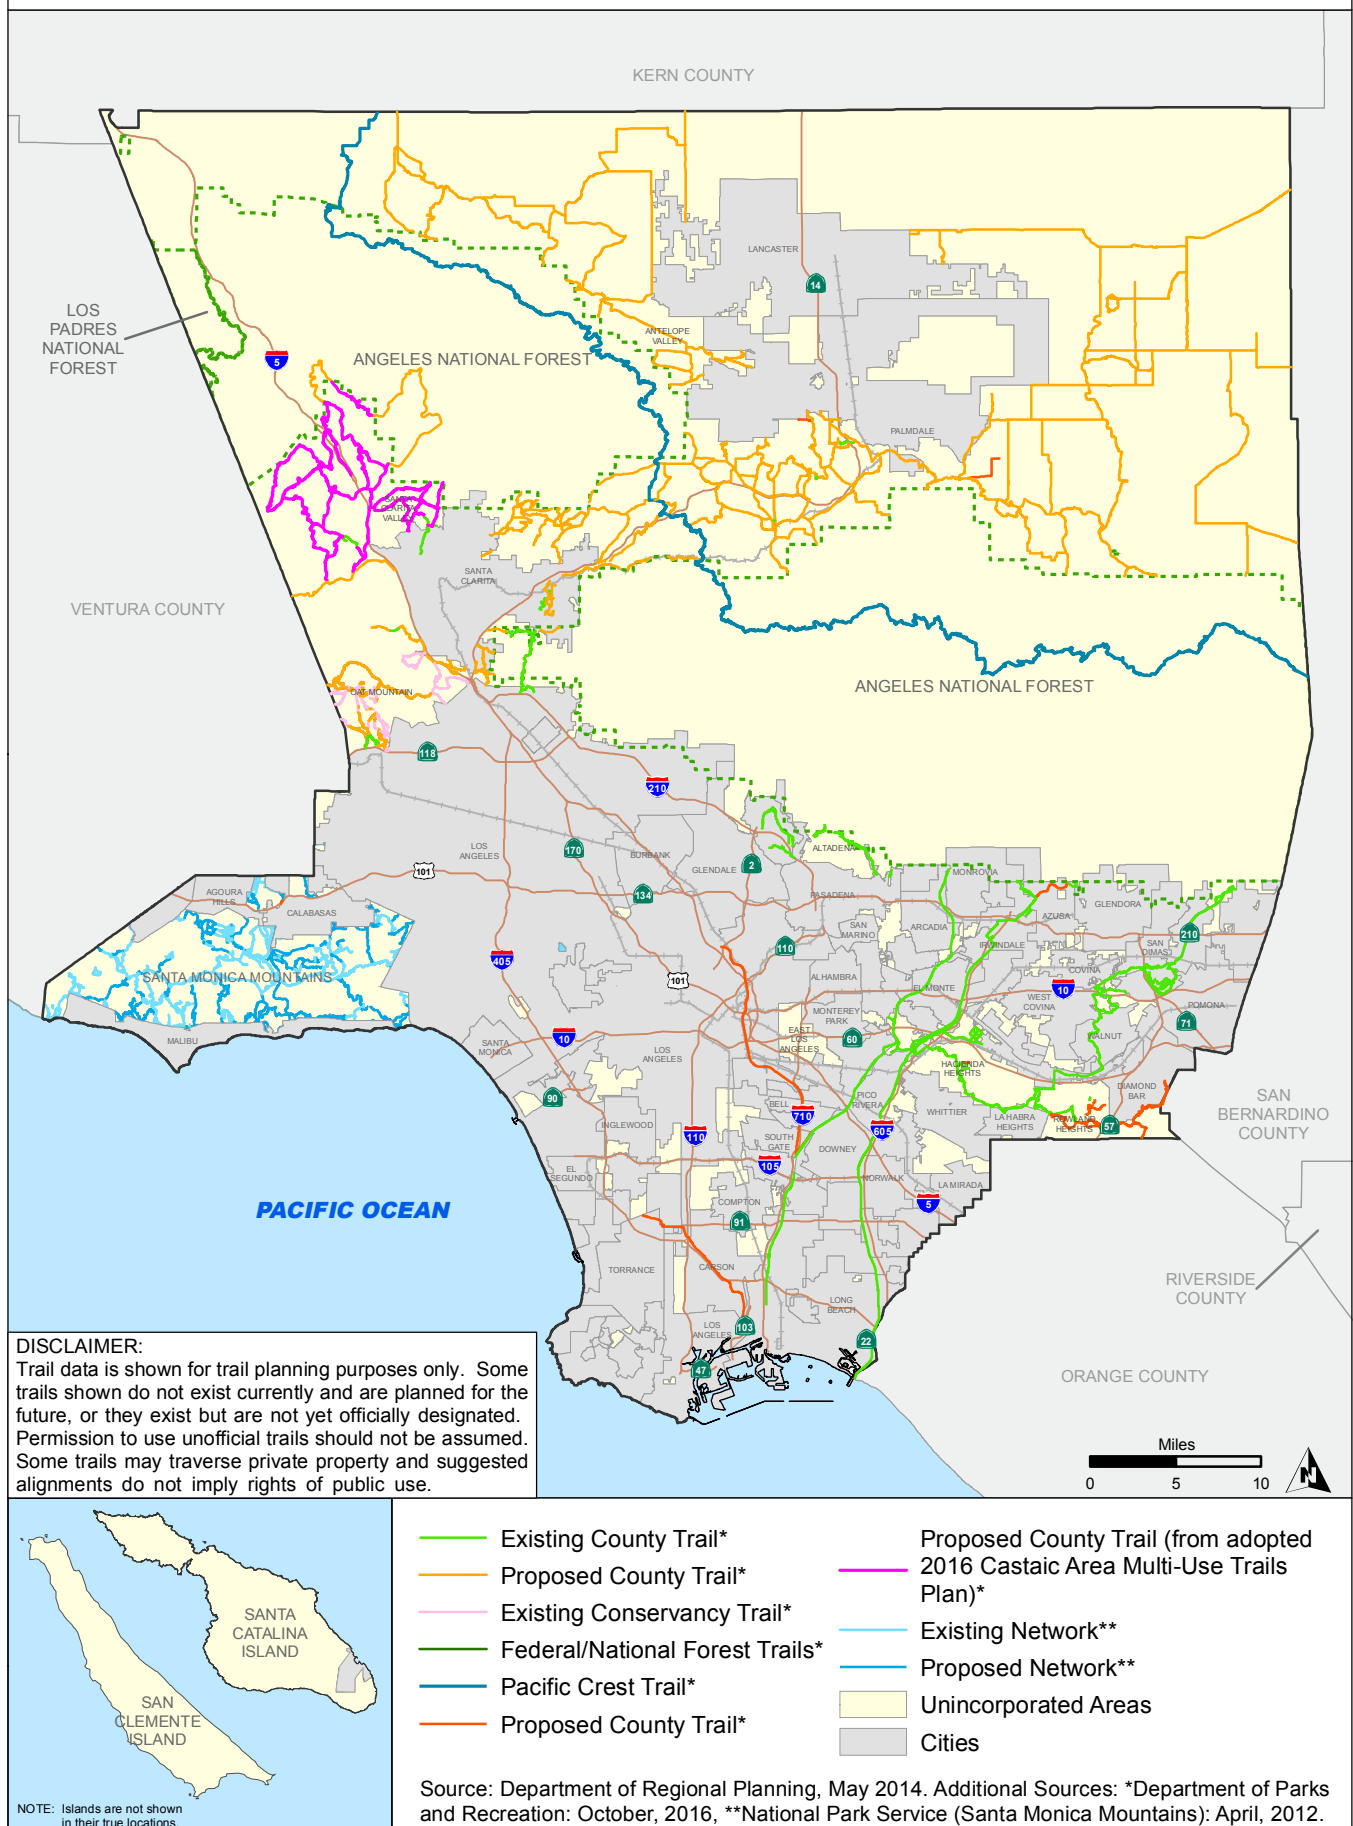 KERN COUNTY
LANCASTER
14
LOS
PADRES
NATIONAL
FOREST
5
ANGELES NATIONAL FOREST
ANTELOPE
VALLEY
PALMDALE
SANTA
CLARITA
VALLEY
SANTA
CLARITA
VENTURA COUNTY
OAT MOUNTAIN
ANGELES NATIONAL FOREST
118
210
LOS
ANGELES
170
BURBANK
GLENDALE
2
ALTADENA
101
134
PASADENA
MONROVIA
AGOURA
HILLS
CALABASAS
SAN
MARINO
ARCADIA
AZUSA
GLENDORA
IRWINDALE
210
SAN
DIMAS
110
405
SANTA MONICA MOUNTAINS
101
ALHAMBRA
EL MONTE
COVINA
10
WEST
COVINA
POMONA
71
MONTEREY
PARK
MALIBU
SANTA
MONICA
10
LOS
ANGELES
EAST
LOS
ANGELES
60
WALNUT
HACIENDA
HEIGHTS
DIAMOND
BAR
90
BELL
PICO
RIVERA
710
WHITTIER
LA HABRA
HEIGHTS
ROWLAND
HEIGHTS
57
SAN
BERNARDINO
COUNTY
INGLEWOOD
110
SOUTH
GATE
605
DOWNEY
105
EL
SEGUNDO
NORWALK
LA MIRADA
5
PACIFIC OCEAN
COMPTON
91
TORRANCE
CARSON
RIVERSIDE
COUNTY
LONG
BEACH
LOS
ANGELES
103
22
47
ORANGE COUNTY
DISCLAIMER:
Trail data is shown for trail planning purposes only. Some
trails shown do not exist currently and are planned for the
future, or they exist but are not yet officially designated.
Permission to use unofficial trails should not be assumed.
Some trails may traverse private property and suggested
alignments do not imply rights of public use.
Miles
0 5 10
N
SANTA
CATALINA
ISLAND
SAN
CLEMENTE
ISLAND
NOTE: Islands are not shown
in their true locations.
Existing County Trail*
Proposed County Trail*
Existing Conservancy Trail*
Federal/National Forest Trails*
Pacific Crest Trail*
Proposed County Trail*
Proposed County Trail (from adopted
2016 Castaic Area Multi-Use Trails
Plan)*
Existing Network**
Proposed Network**
Unincorporated Areas
Cities
Source: Department of Regional Planning, May 2014. Additional Sources: *Department of Parks
and Recreation: October, 2016, **National Park Service (Santa Monica Mountains): April, 2012.